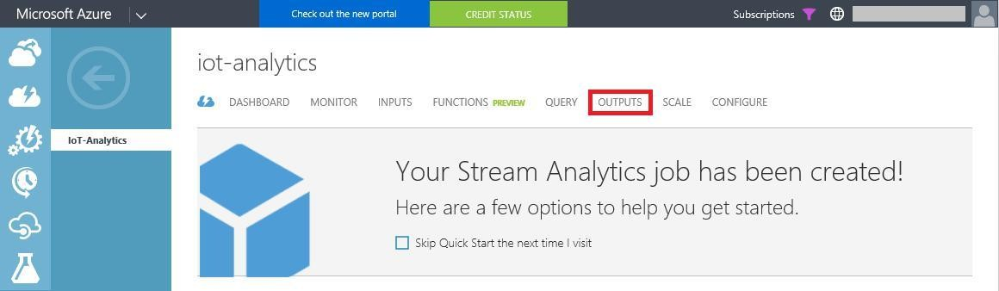 Microsoft Azure
Check out the new portal
CREDIT STATUS
Subscriptions
iot-analytics
DASHBOARD MONITOR INPUTS FUNCTIONS PREVIEW QUERY OUTPUTS SCALE CONFIGURE
IoT-Analytics
Your Stream Analytics job has been created!
Here are a few options to help you get started.
Skip Quick Start the next time I visit